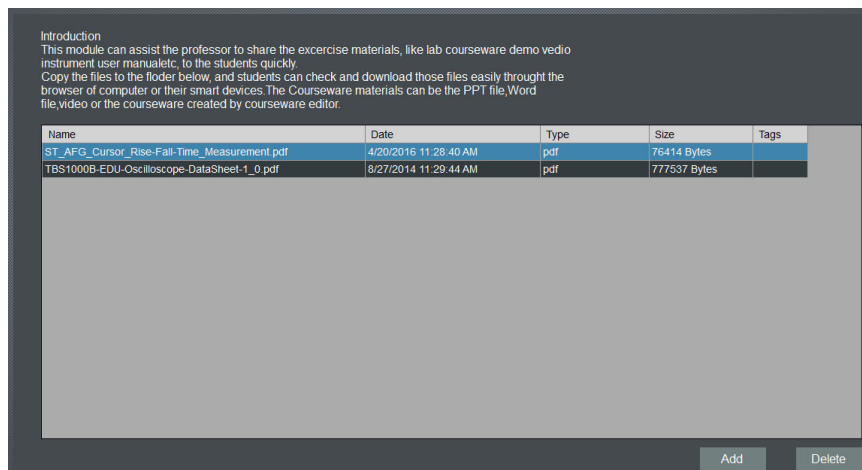 Introduction
This module can assist the professor to share the excercise materials, like lab courseware demo vedio
instrument user manualetc, to the students quickly.
Copy the files to the floder below, and students can check and download those files easily throught the
browser of computer or their smart devices.The Courseware materials can be the PPT file,Word
file,video or the courseware created by courseware editor.
Name Date Type Size Tags
ST_AFG_Cursor_Rise-Fall-Time_Measurement.pdf 4/20/2016 11:28:40 AM pdf 76414 Bytes
TBS1000B-EDU-Oscilloscope-DataSheet-1_0.pdf 8/27/2014 11:29:44 AM pdf 777537 Bytes
Add Delete